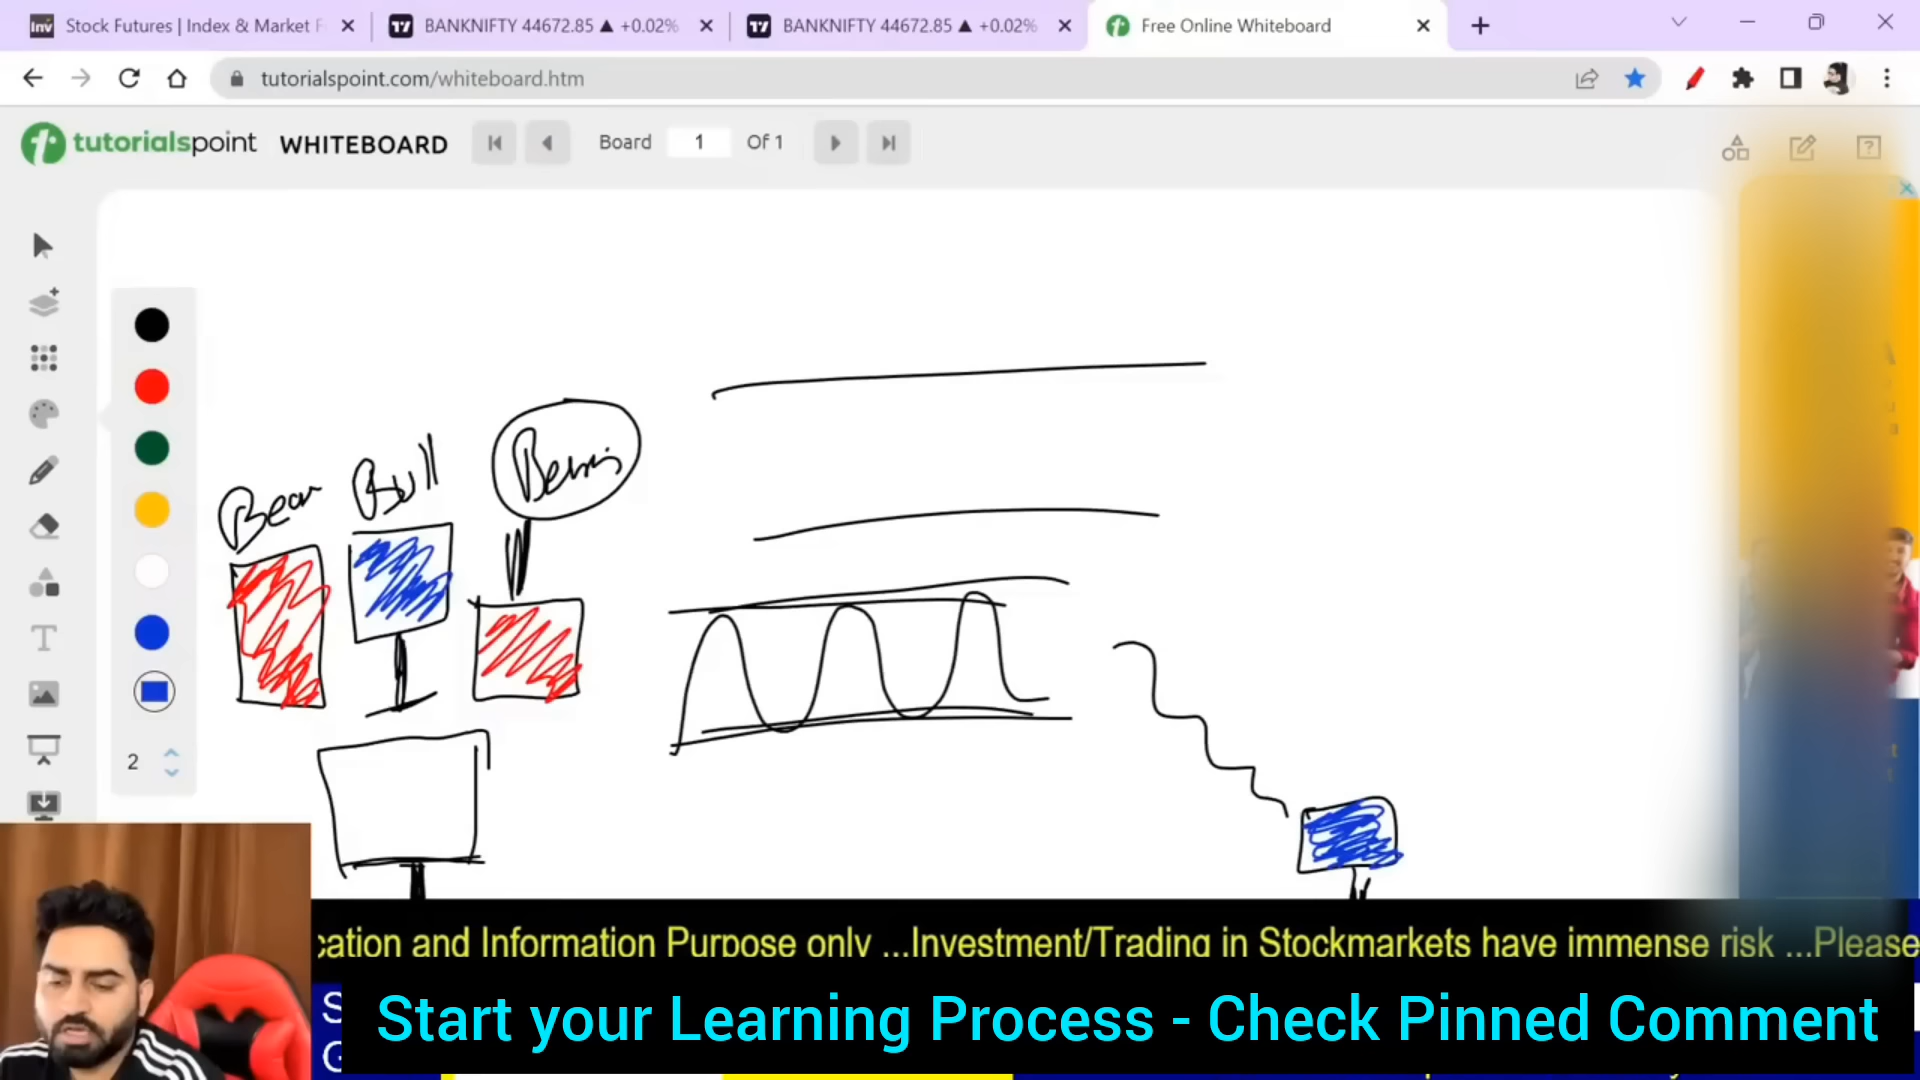 Stock Futures | Index & Market F
BANKNIFTY 44672.85 ▲ +0.02%
BANKNIFTY 44672.85 ▲ +0.02%
Free Online Whiteboard
tutorialspoint.com/whiteboard.htm
tutorialspoint WHITEBOARD Board 1 Of 1
Bear Bull
2
cation and Information Purpose only ...Investment/Trading in Stockmarkets have immense risk ...Please
Start your Learning Process - Check Pinned Comment